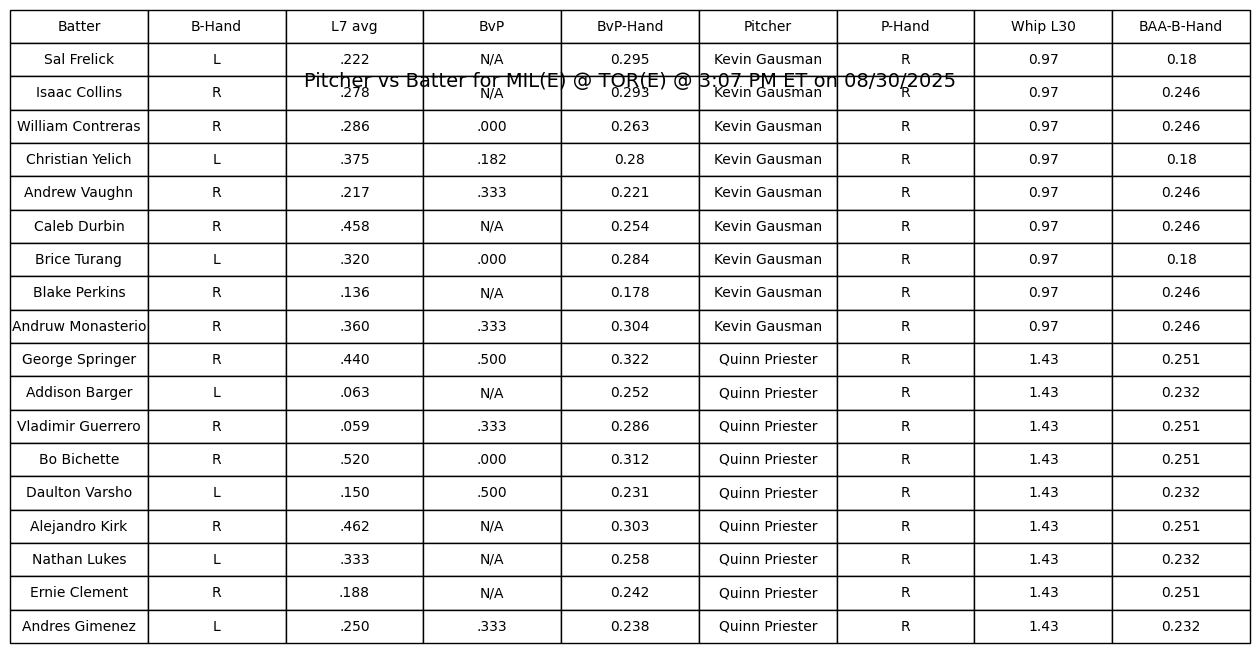 Batter B-Hand L7 avg BvP BvP-Hand Pitcher P-Hand Whip L30 BAA-B-Hand
Sal Frelick L .222 N/A 0.295 Kevin Gausman R 0.97 0.18
Pitcher vs Batter for MIL(E) @ TOR(E) @ 3:07 PM ET on 08/30/2025
Isaac Collins R .278 N/A 0.293 Kevin Gausman R 0.97 0.246
William Contreras R .286 .000 0.263 Kevin Gausman R 0.97 0.246
Christian Yelich L .375 .182 0.28 Kevin Gausman R 0.97 0.18
Andrew Vaughn R .217 .333 0.221 Kevin Gausman R 0.97 0.246
Caleb Durbin R .458 N/A 0.254 Kevin Gausman R 0.97 0.246
Brice Turang L .320 .000 0.284 Kevin Gausman R 0.97 0.18
Blake Perkins R .136 N/A 0.178 Kevin Gausman R 0.97 0.246
Andruw Monasterio R .360 .333 0.304 Kevin Gausman R 0.97 0.246
George Springer R .440 .500 0.322 Quinn Priester R 1.43 0.251
Addison Barger L .063 N/A 0.252 Quinn Priester R 1.43 0.232
Vladimir Guerrero R .059 .333 0.286 Quinn Priester R 1.43 0.251
Bo Bichette R .520 .000 0.312 Quinn Priester R 1.43 0.251
Daulton Varsho L .150 .500 0.231 Quinn Priester R 1.43 0.232
Alejandro Kirk R .462 N/A 0.303 Quinn Priester R 1.43 0.251
Nathan Lukes L .333 N/A 0.258 Quinn Priester R 1.43 0.232
Ernie Clement R .188 N/A 0.242 Quinn Priester R 1.43 0.251
Andres Gimenez L .250 .333 0.238 Quinn Priester R 1.43 0.232